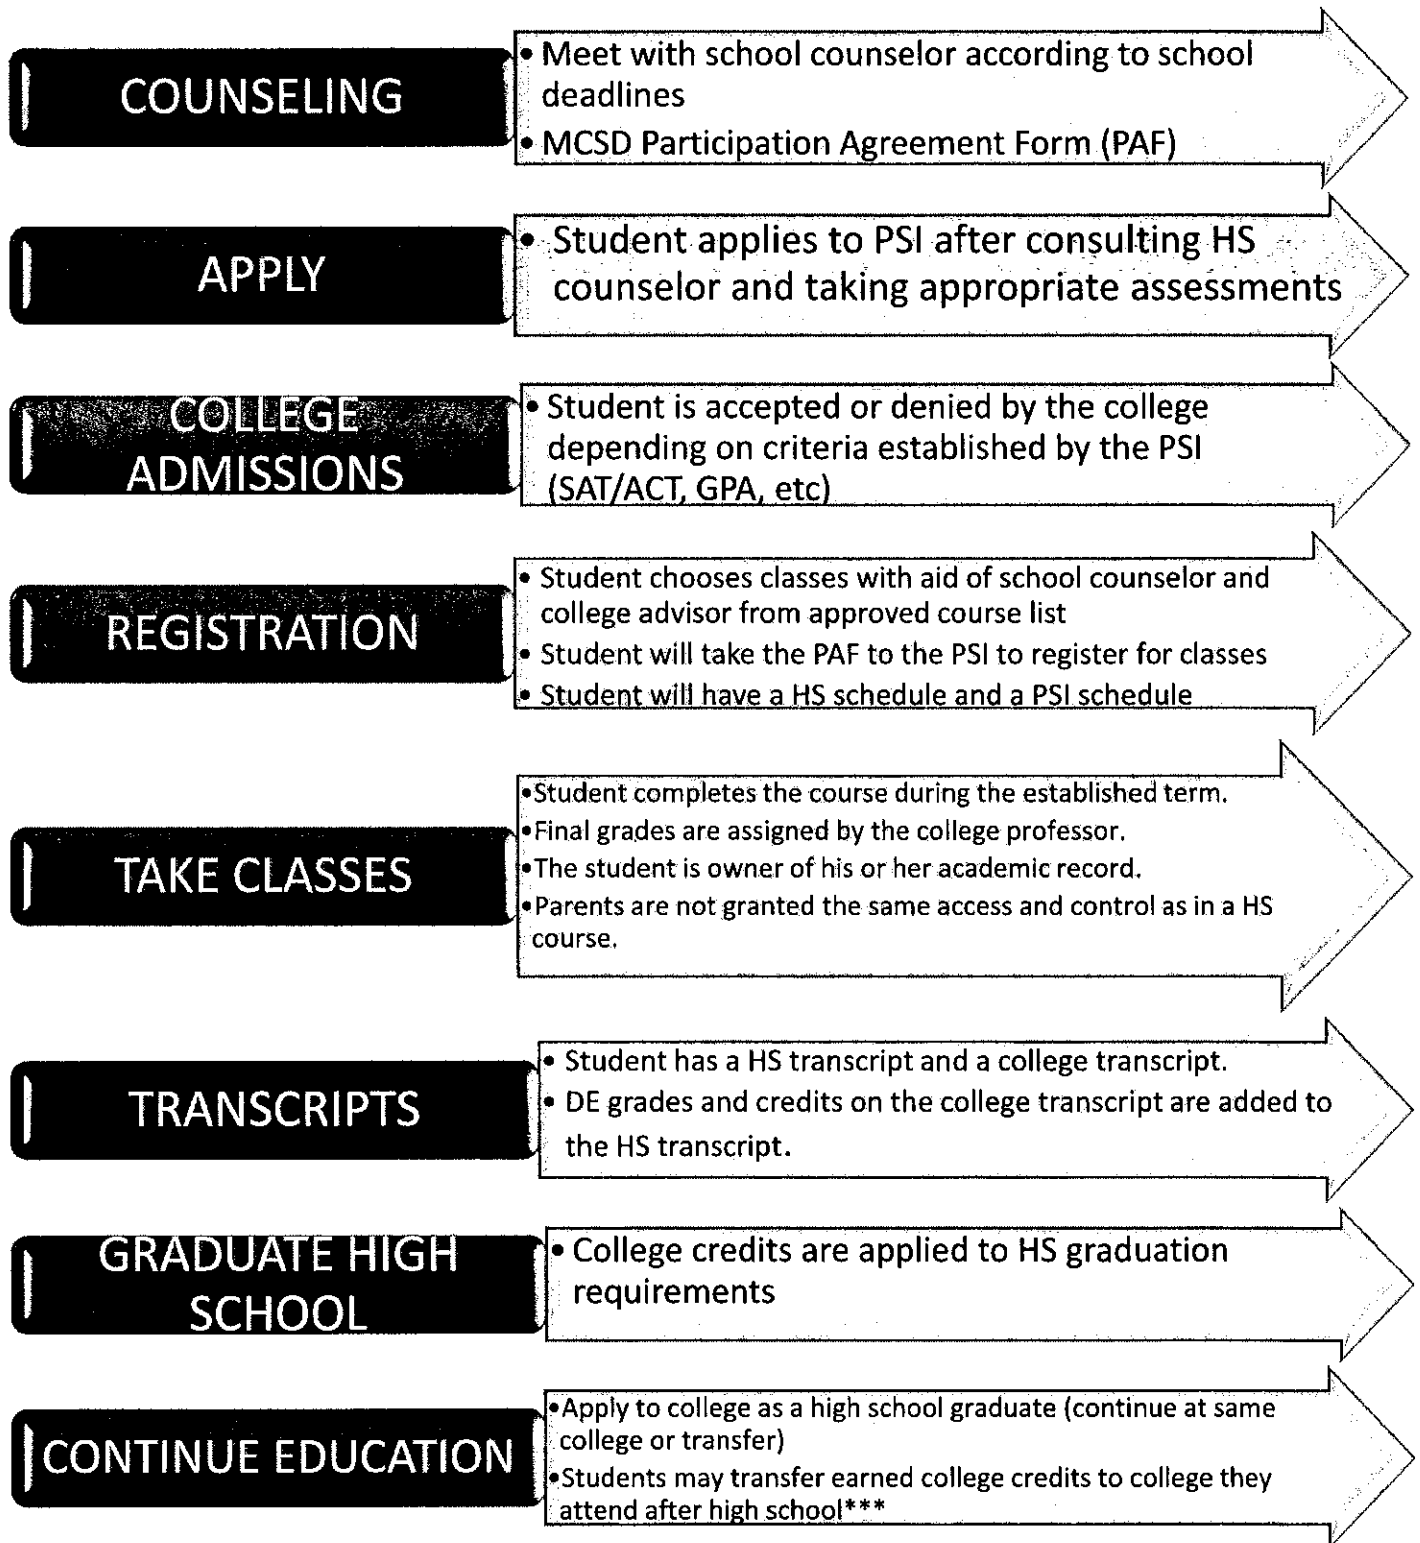 COUNSELING
• Meet with school counselor according to school
deadlines
• MCSD Participation Agreement Form (PAF)
APPLY
• Student applies to PSI after consulting HS
counselor and taking appropriate assessments
COLLEGE
ADMISSIONS
• Student is accepted or denied by the college
depending on criteria established by the PSI
(SAT/ACT, GPA, etc)
REGISTRATION
• Student chooses classes with aid of school counselor and
college advisor from approved course list
• Student will take the PAF to the PSI to register for classes
• Student will have a HS schedule and a PSI schedule
TAKE CLASSES
•Student completes the course during the established term.
•Final grades are assigned by the college professor.
•The student is owner of his or her academic record.
•Parents are not granted the same access and control as in a HS
course.
TRANSCRIPTS
• Student has a HS transcript and a college transcript.
• DE grades and credits on the college transcript are added to
the HS transcript.
GRADUATE HIGH
SCHOOL
• College credits are applied to HS graduation
requirements
CONTINUE EDUCATION
•Apply to college as a high school graduate (continue at same
college or transfer)
•Students may transfer earned college credits to college they
attend after high school***